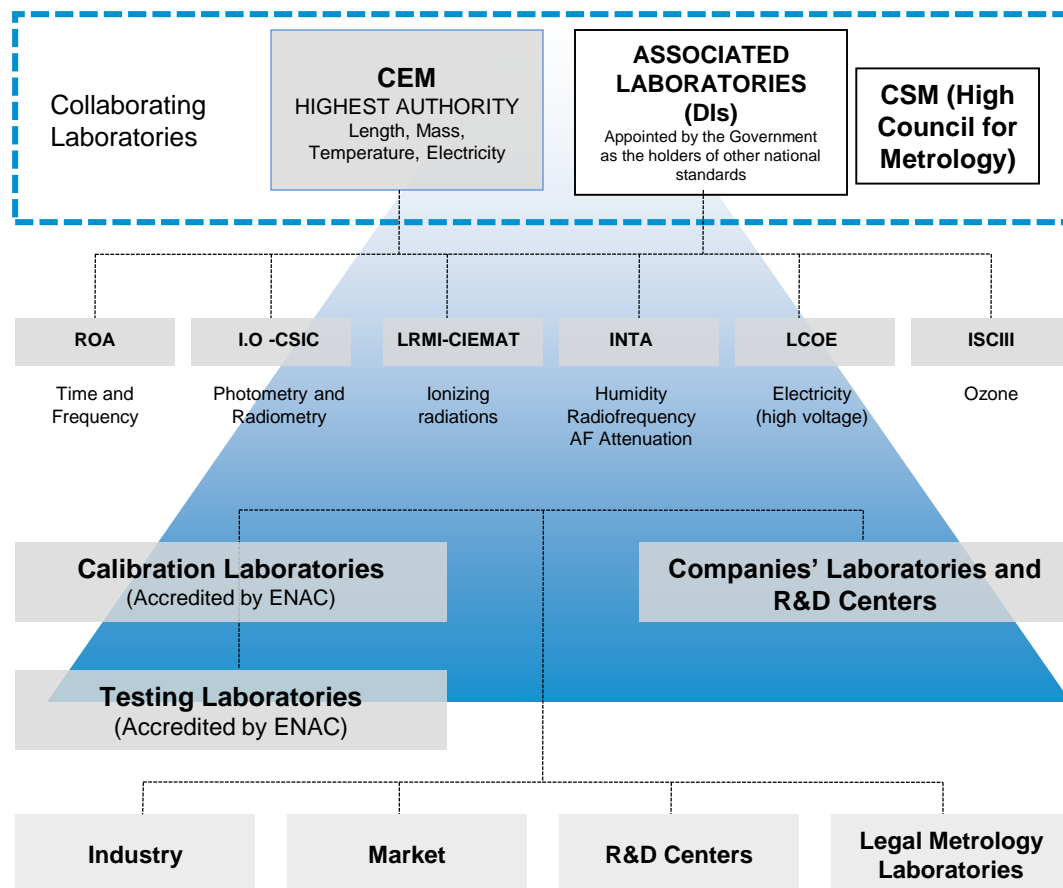 Collaborating
Laboratories
CEM
HIGHEST AUTHORITY
Length, Mass,
Temperature, Electricity
ASSOCIATED
LABORATORIES
(DIs)
Appointed by the Government
as the holders of other national
standards
CSM (High
Council for
Metrology)
ROA
I.O -CSIC
LRMI-CIEMAT
INTA
LCOE
ISCIII
Time and
Frequency
Photometry and
Radiometry
Ionizing
radiations
Humidity
Radiofrequency
AF Attenuation
Electricity
(high voltage)
Ozone
Calibration Laboratories
(Accredited by ENAC)
Companies’ Laboratories and
R&D Centers
Testing Laboratories
(Accredited by ENAC)
Industry
Market
R&D Centers
Legal Metrology
Laboratories